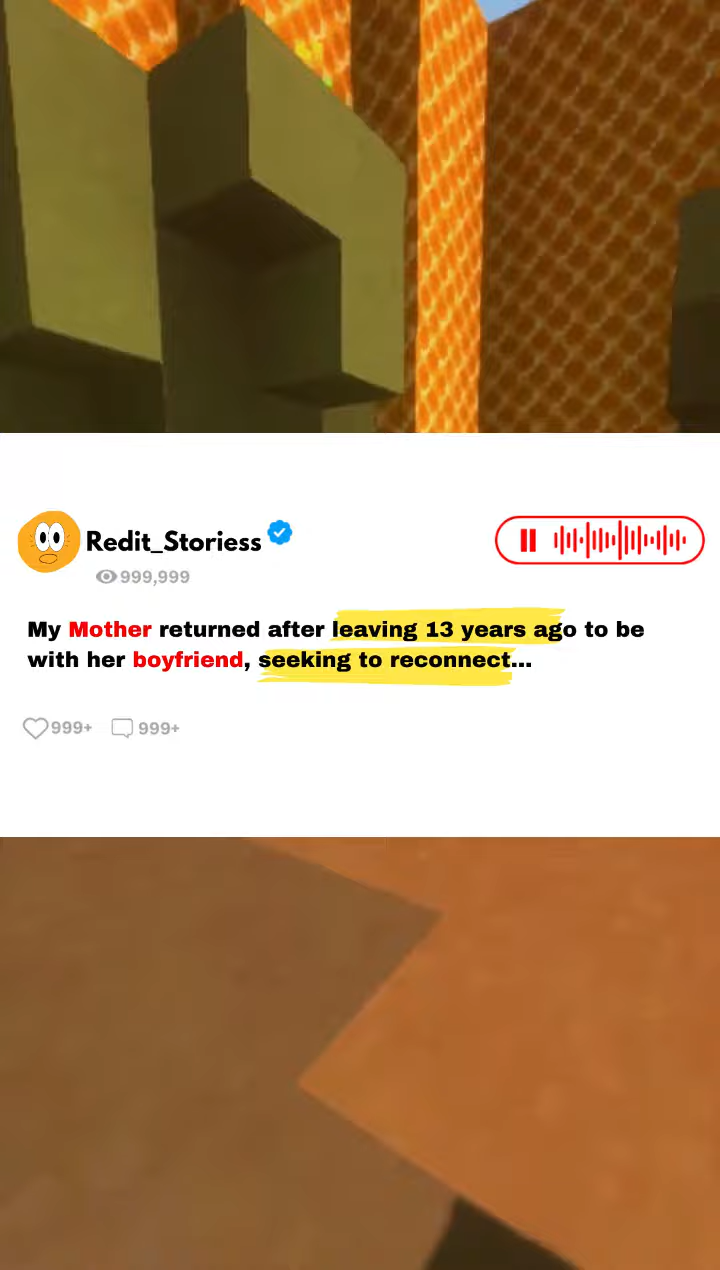 Redit_Storiess
999,999
My Mother returned after leaving 13 years ago to be
with her boyfriend, seeking to reconnect...
999+ 999+